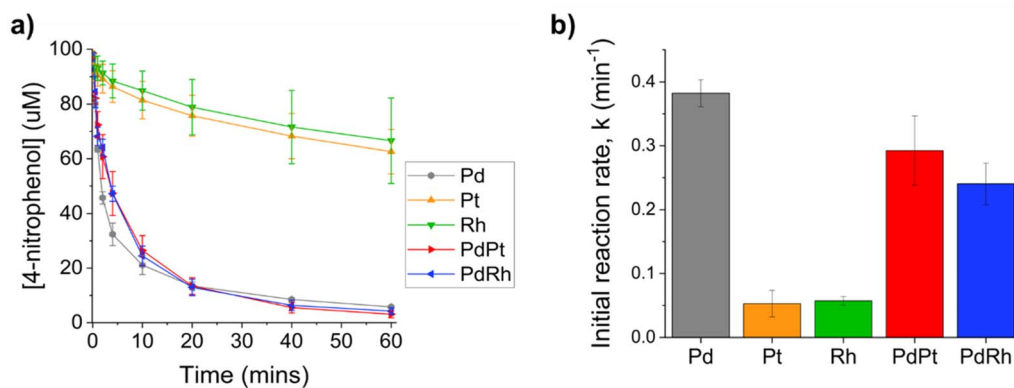 a)
[4-nitrophenol] (uM)
100
80
60
40
20
0
0 10 20 30 40 50 60
Time (mins)
Pd
Pt
Rh
PdPt
PdRh
b)
Initial reaction rate, k (min⁻¹)
0.4
0.3
0.2
0.1
0.0
Pd Pt Rh PdPt PdRh